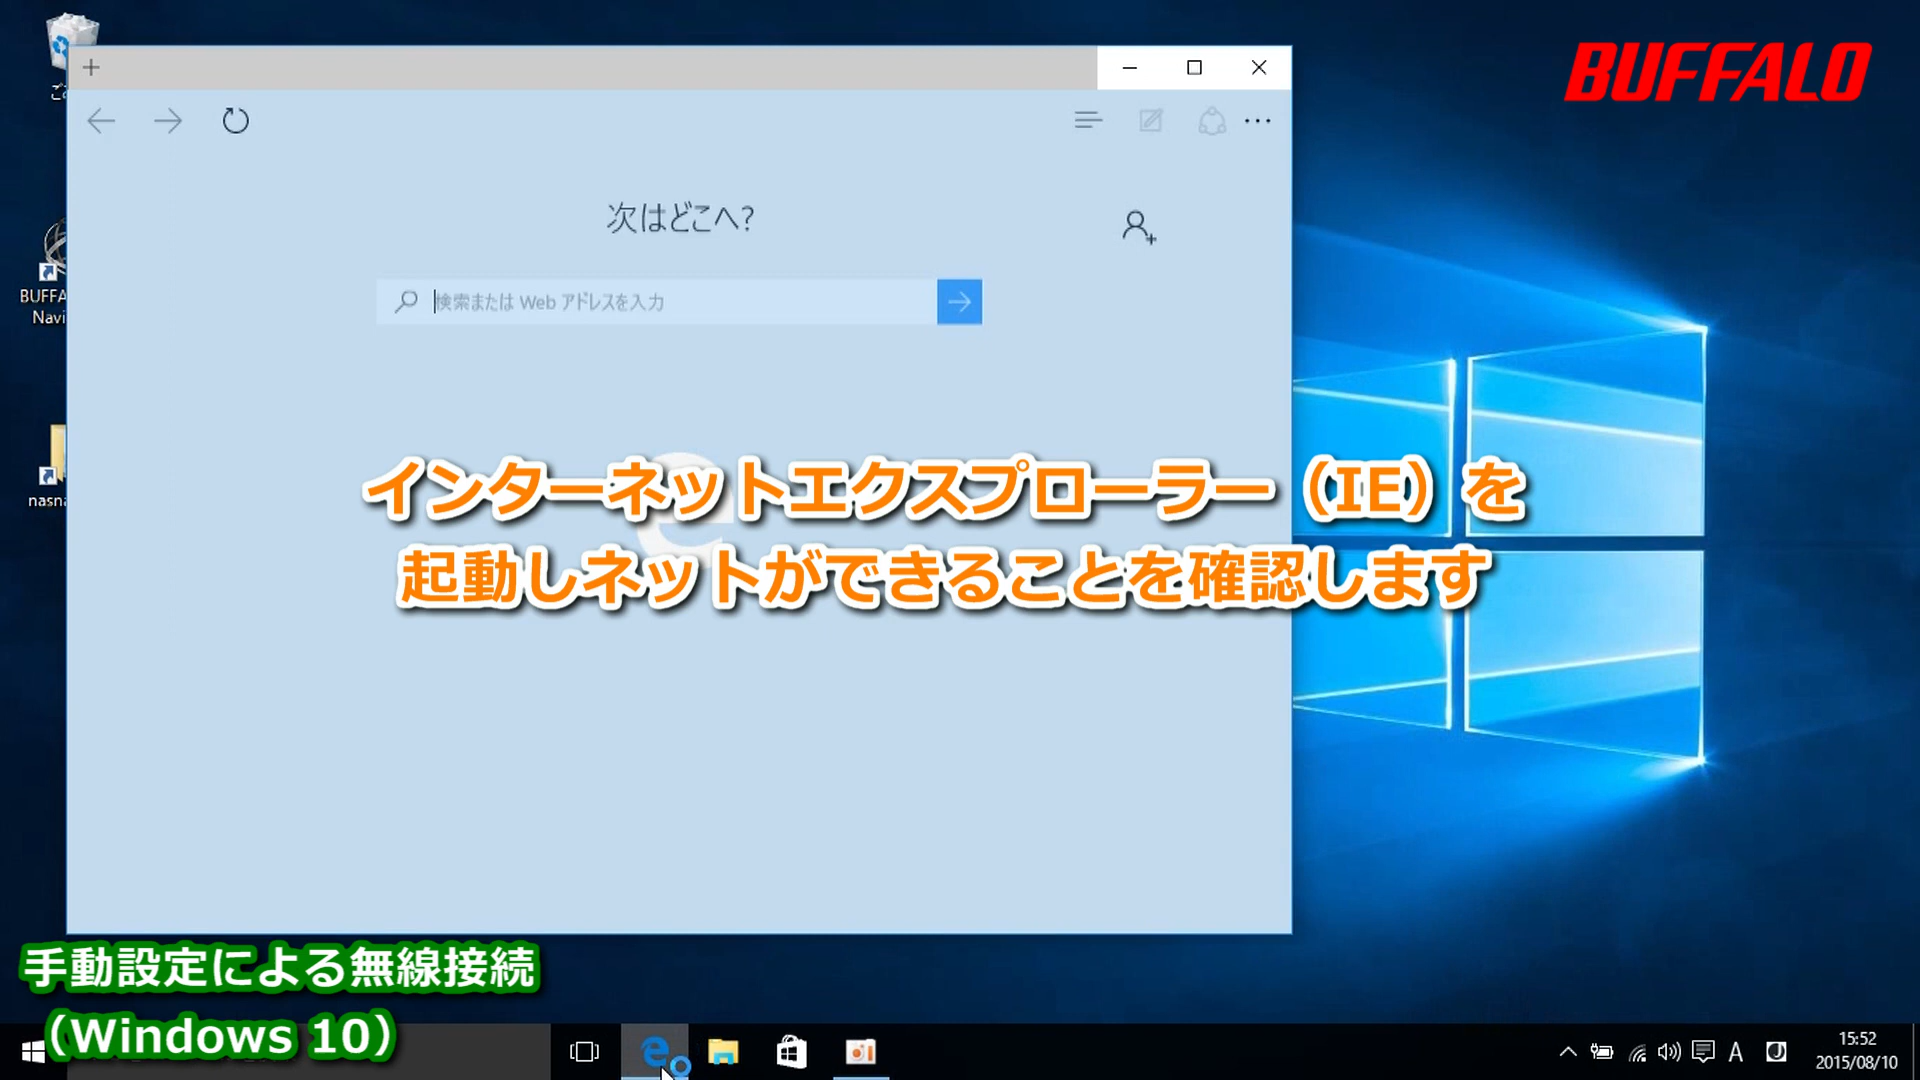 BUFFALO
次はどこへ?
検索または Web アドレスを入力
BUFFA
Navi
nasna
インターネットエクスプローラー（IE）を
起動しネットができることを確認します
手動設定による無線接続
（Windows 10）
A
15:52
2015/08/10